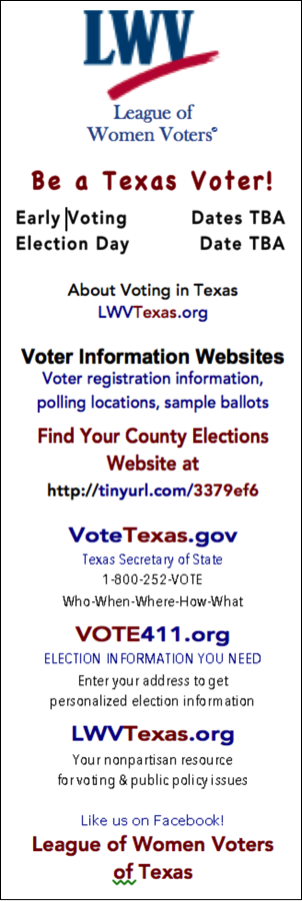 LWV
League of
Women Voters®
Be a Texas Voter!
Early Voting Dates TBA
Election Day Date TBA
About Voting in Texas
LWVTexas.org
Voter Information Websites
Voter registration information,
polling locations, sample ballots
Find Your County Elections
Website at
http://tinyurl.com/3379ef6
VoteTexas.gov
Texas Secretary of State
1-800-252-VOTE
Who-When-Where-How-What
VOTE411.org
ELECTION INFORMATION YOU NEED
Enter your address to get
personalized election information
LWVTexas.org
Your nonpartisan resource
for voting & public policy issues
Like us on Facebook!
League of Women Voters
of Texas